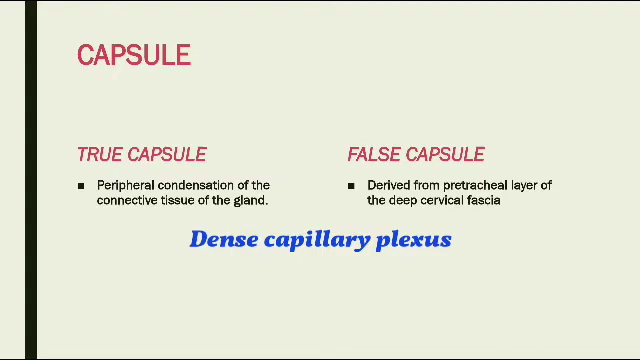 CAPSULE
TRUE CAPSULE
Peripheral condensation of the
connective tissue of the gland.
FALSE CAPSULE
Derived from pretracheal layer of
the deep cervical fascia
Dense capillary plexus